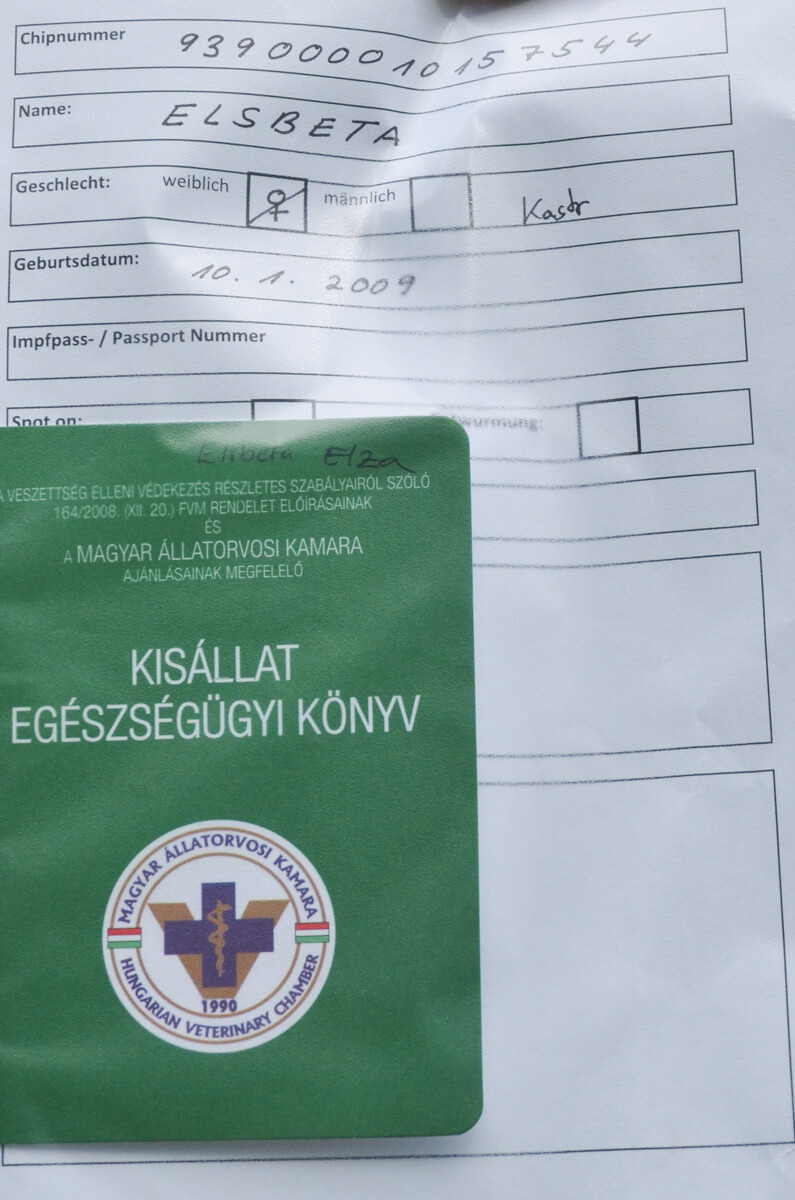 Chipnummer 939000010157544
Name: ELSBETA
Geschlecht: weiblich ♀ männlich Kastr
Geburtsdatum: 10. 1. 2009
Impfpass- / Passport Nummer
Spot on: wurmung:
Elsbeta Elza
A VESZETTSÉG ELLENI VÉDEKEZÉS RÉSZLETES SZABÁLYAIRÓL SZÓLÓ
164/2008. (XII. 20.) FVM RENDELET ELŐÍRÁSAINAK
ÉS
A MAGYAR ÁLLATORVOSI KAMARA
AJÁNLÁSAINAK MEGFELELŐ
KISÁLLAT
EGÉSZSÉGÜGYI KÖNYV
MAGYAR ÁLLATORVOSI KAMARA
1990
HUNGARIAN VETERINARY CHAMBER